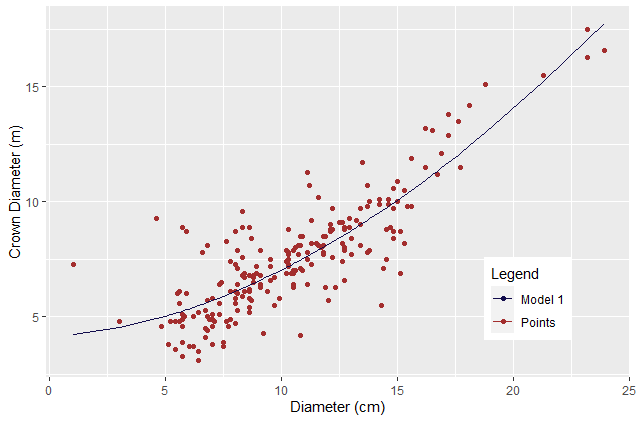 Crown Diameter (m)
15
10
5
0 5 10 15 20 25
Diameter (cm)
Legend
Model 1
Points